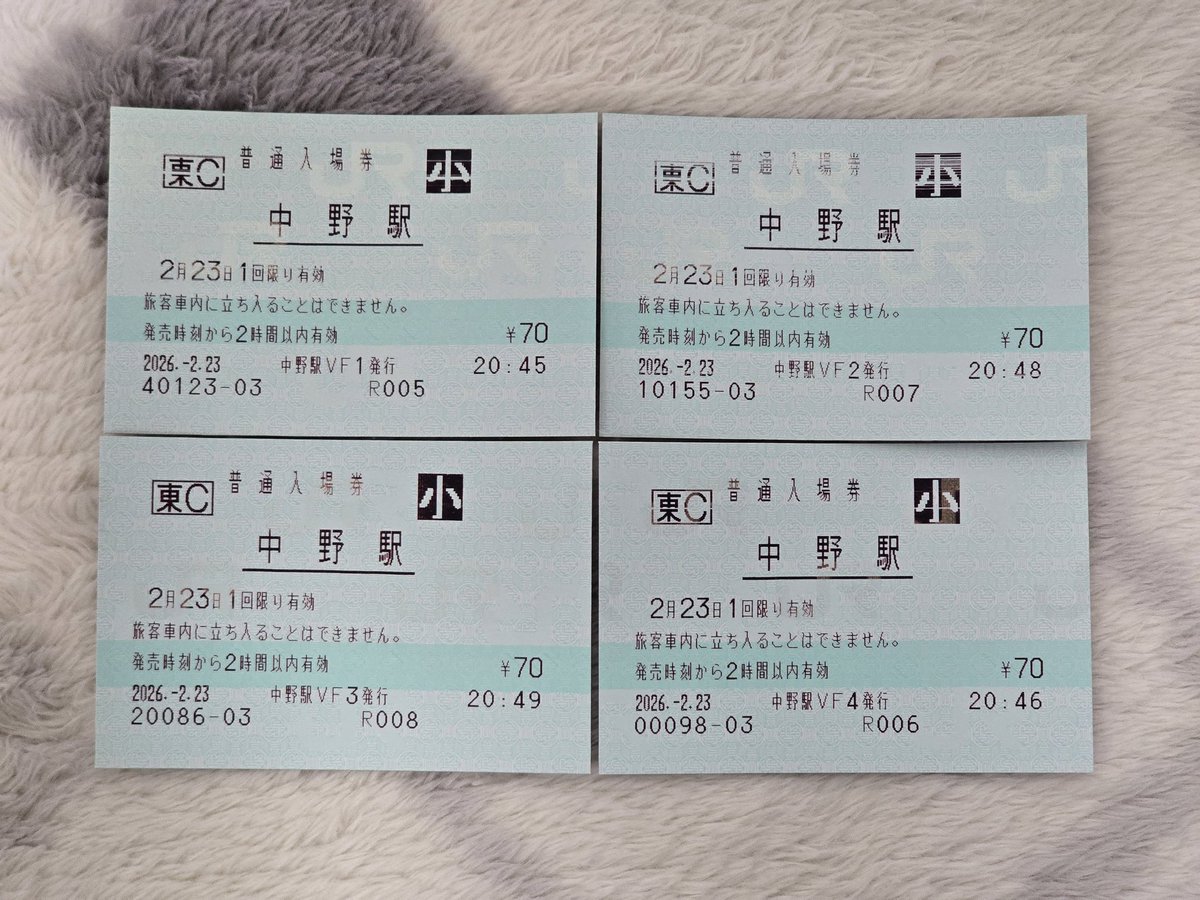 普通入場券
東C 小
中野駅
2月23日1回限り有効
旅客車内に立ち入ることはできません。
発売時刻から2時間以内有効 ¥70
2026.-2.23 中野駅VF1発行 20:45
40123-03 R005
普通入場券
東C 小
中野駅
2月23日1回限り有効
旅客車内に立ち入ることはできません。
発売時刻から2時間以内有効 ¥70
2026.-2.23 中野駅VF2発行 20:48
10155-03 R007
普通入場券
東C 小
中野駅
2月23日1回限り有効
旅客車内に立ち入ることはできません。
発売時刻から2時間以内有効 ¥70
2026.-2.23 中野駅VF3発行 20:49
20086-03 R008
普通入場券
東C 小
中野駅
2月23日1回限り有効
旅客車内に立ち入ることはできません。
発売時刻から2時間以内有効 ¥70
2026.-2.23 中野駅VF4発行 20:46
00098-03 R006